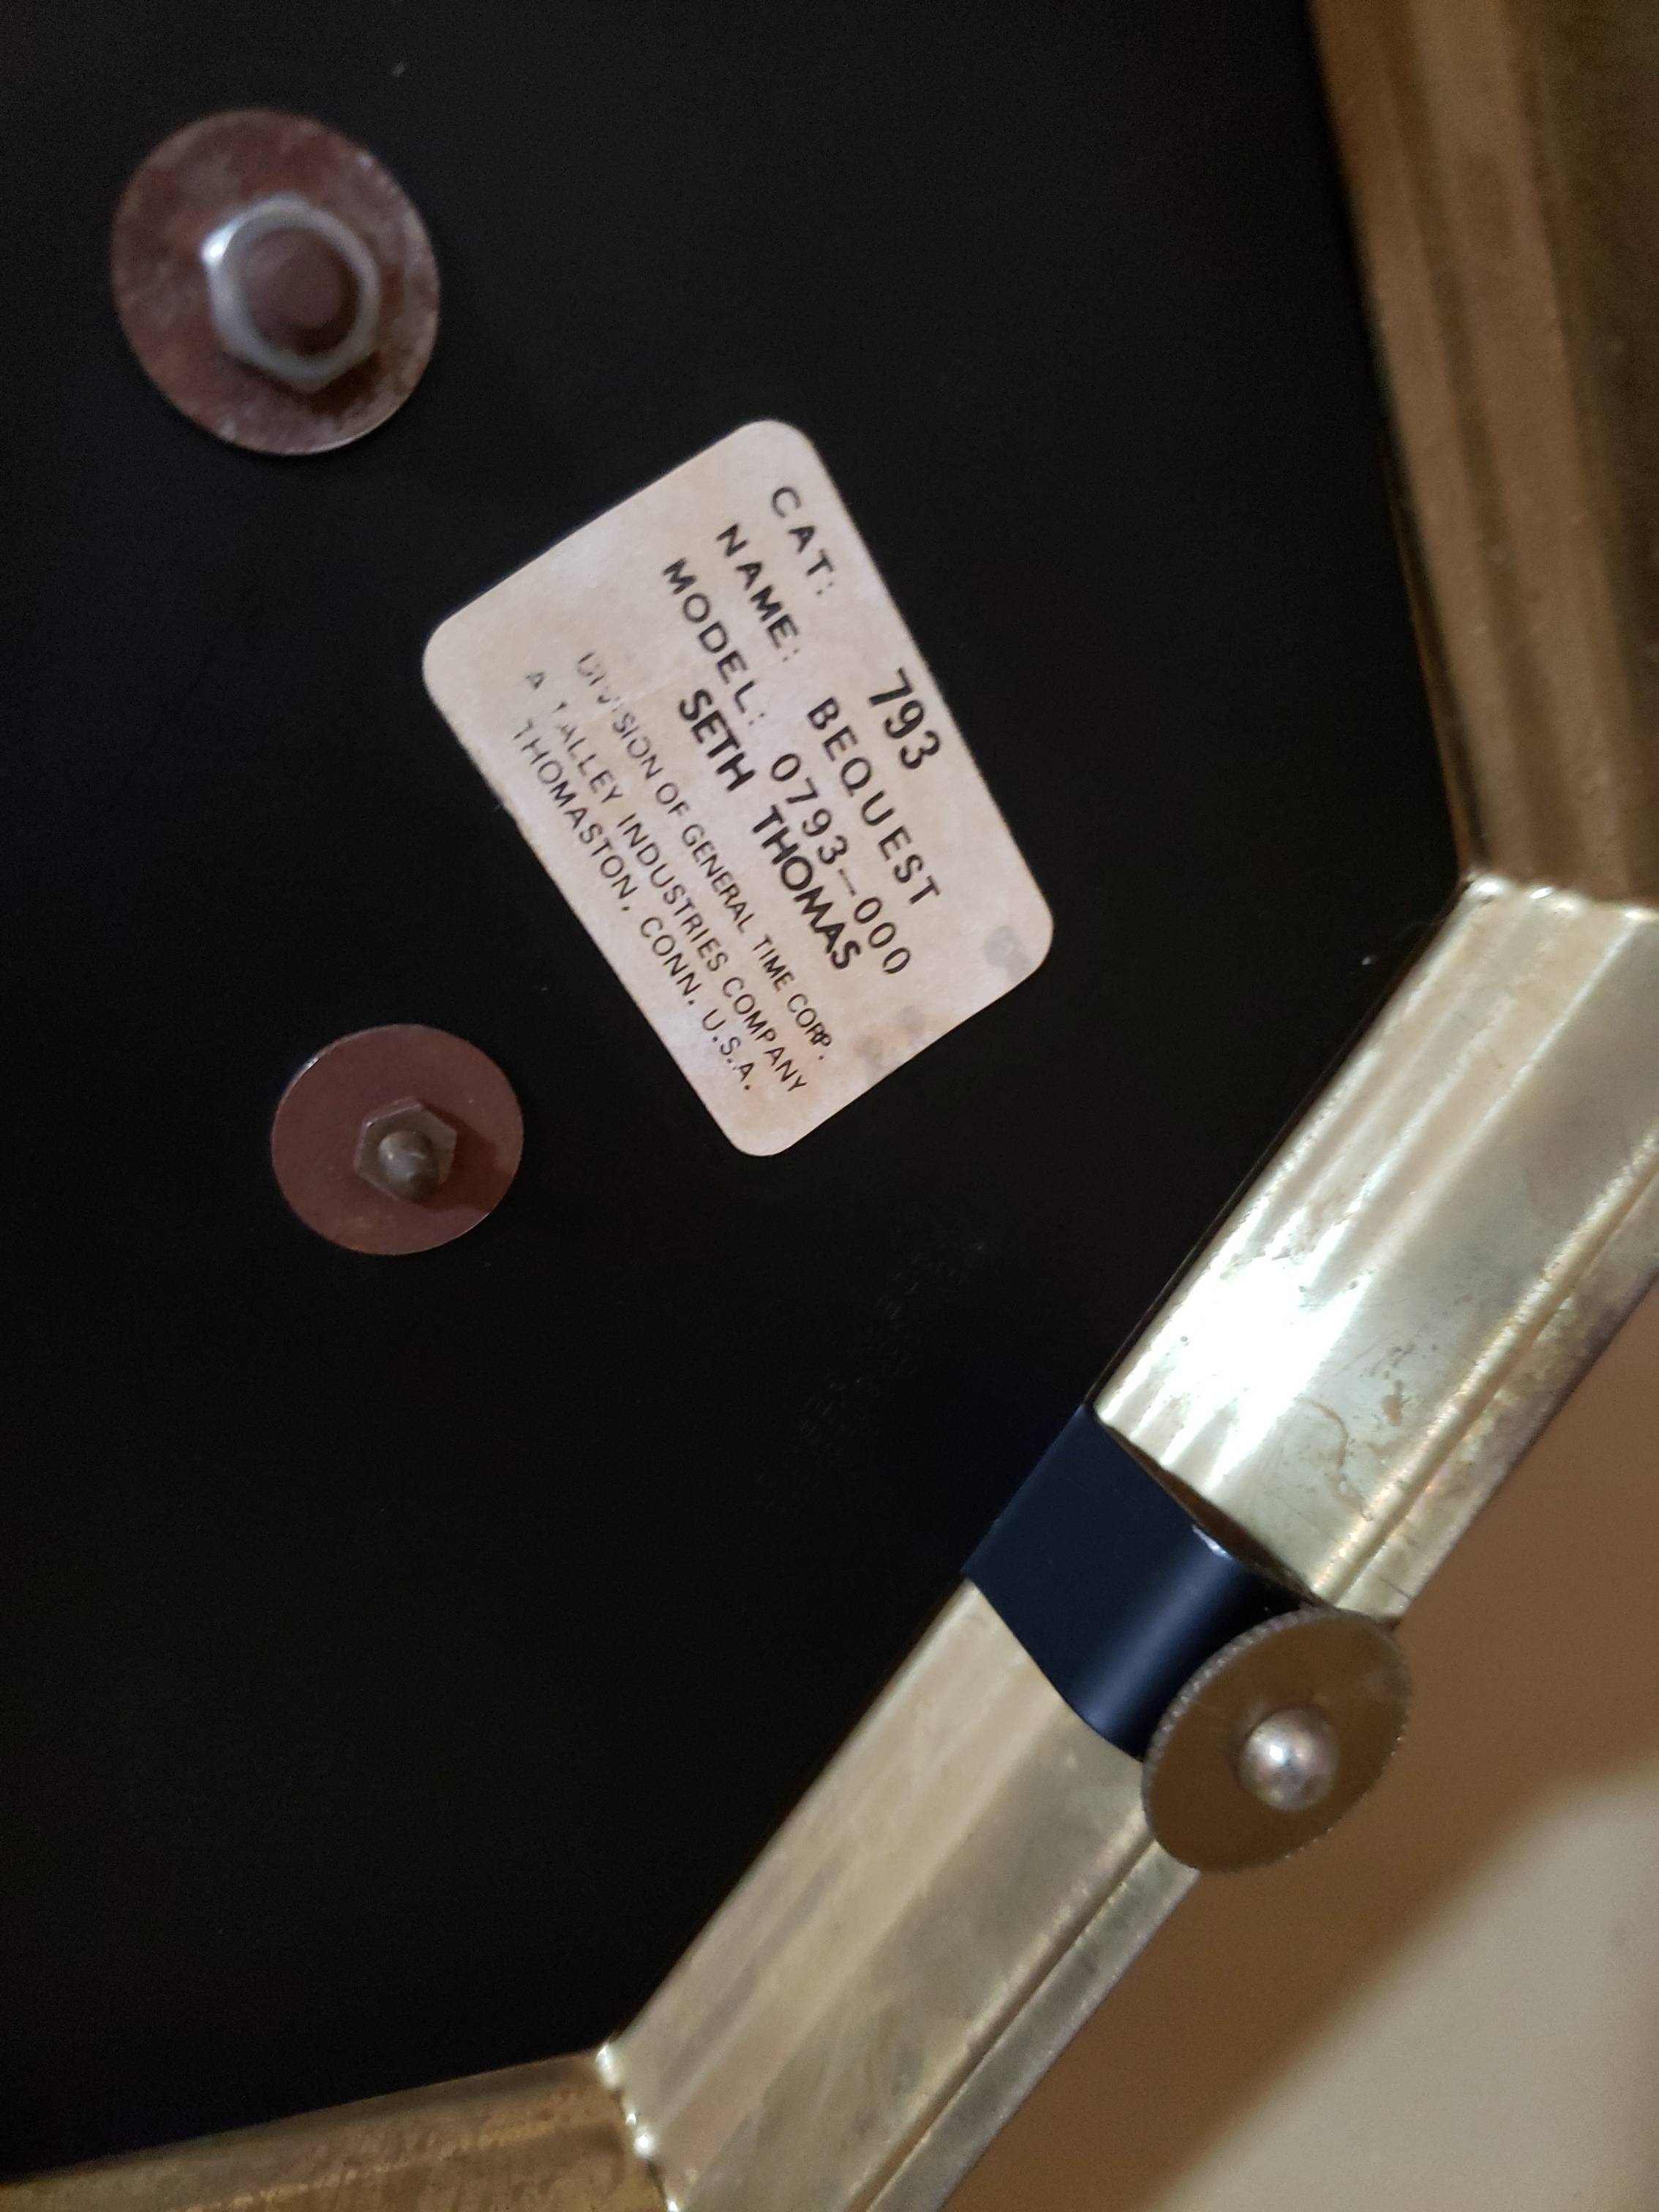 CAT: 793
NAME: BEQUEST
MODEL: 0793-000
SETH THOMAS
DIVISION OF GENERAL TIME CORP.
A TALLEY INDUSTRIES COMPANY
THOMASTON, CONN. U.S.A.